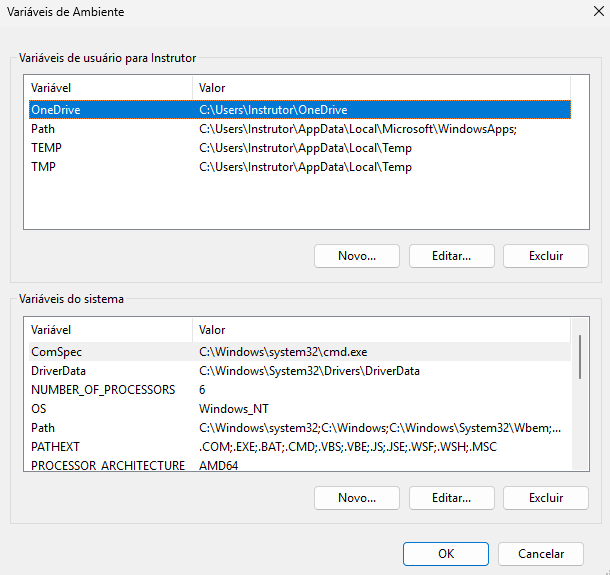 Variáveis de Ambiente
Variáveis de usuário para Instrutor
Variável Valor
OneDrive C:\Users\Instrutor\OneDrive
Path C:\Users\Instrutor\AppData\Local\Microsoft\WindowsApps;
TEMP C:\Users\Instrutor\AppData\Local\Temp
TMP C:\Users\Instrutor\AppData\Local\Temp
Novo... Editar... Excluir
Variáveis do sistema
Variável Valor
ComSpec C:\Windows\system32\cmd.exe
DriverData C:\Windows\System32\Drivers\DriverData
NUMBER_OF_PROCESSORS 6
OS Windows_NT
Path C:\Windows\system32;C:\Windows;C:\Windows\System32\Wbem;...
PATHEXT .COM;.EXE;.BAT;.CMD;.VBS;.VBE;.JS;.JSE;.WSF;.WSH;.MSC
PROCESSOR_ARCHITECTURE AMD64
Novo... Editar... Excluir
OK Cancelar